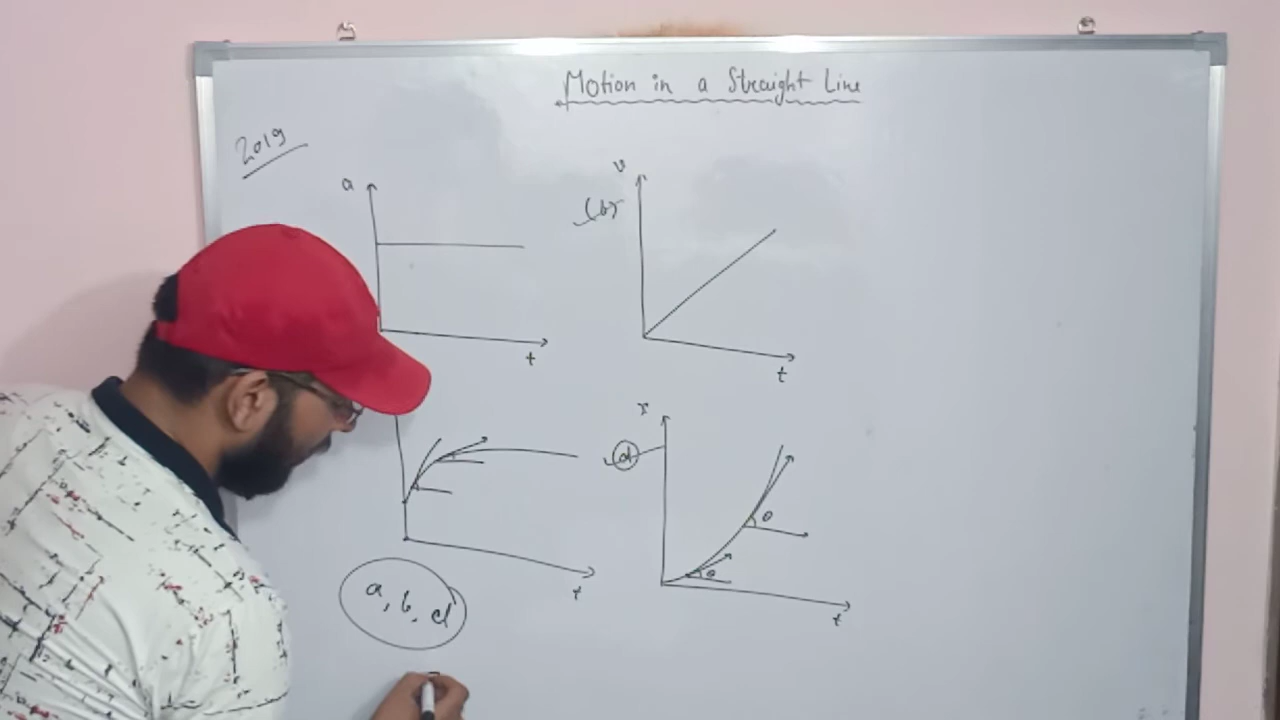 Motion in a Straight Line
2019
a
t
v
(b)
t
t
a, b, d
x
(d)
θ
θ
t